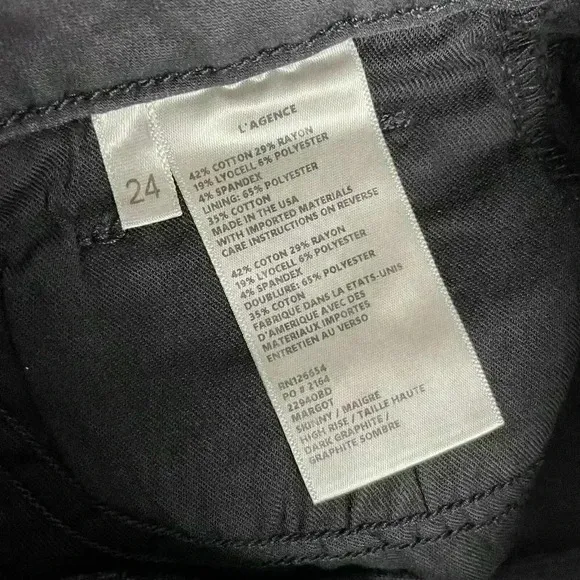 24
L'AGENCE
42% COTTON 29% RAYON
19% LYOCELL 6% POLYESTER
4% SPANDEX
LINING: 65% POLYESTER
35% COTTON
MADE IN THE USA
WITH IMPORTED MATERIALS
CARE INSTRUCTIONS ON REVERSE
42% COTON 29% RAYON
19% LYOCELL 6% POLYESTER
4% SPANDEX
DOUBLURE: 65% POLYESTER
35% COTON
FABRIQUE DANS LA ETATS-UNIS
D'AMERIQUE AVEC DES
MATERIAUX IMPORTES
ENTRETIEN AU VERSO
RN126654
PO # 2164
2294OBD
MARGOT
SKINNY / MAIGRE
HIGH RISE / TAILLE HAUTE
DARK GRAPHITE /
GRAPHITE SOMBRE